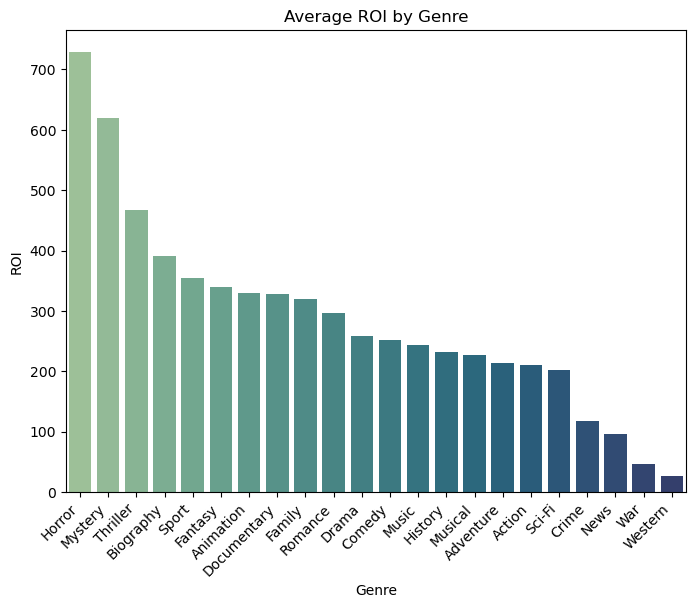 Average ROI by Genre
700
600
500
400
300
200
100
0
ROI
Horror
Mystery
Thriller
Biography
Sport
Fantasy
Animation
Documentary
Family
Romance
Drama
Comedy
Music
History
Musical
Adventure
Action
Sci-Fi
Crime
News
War
Western
Genre